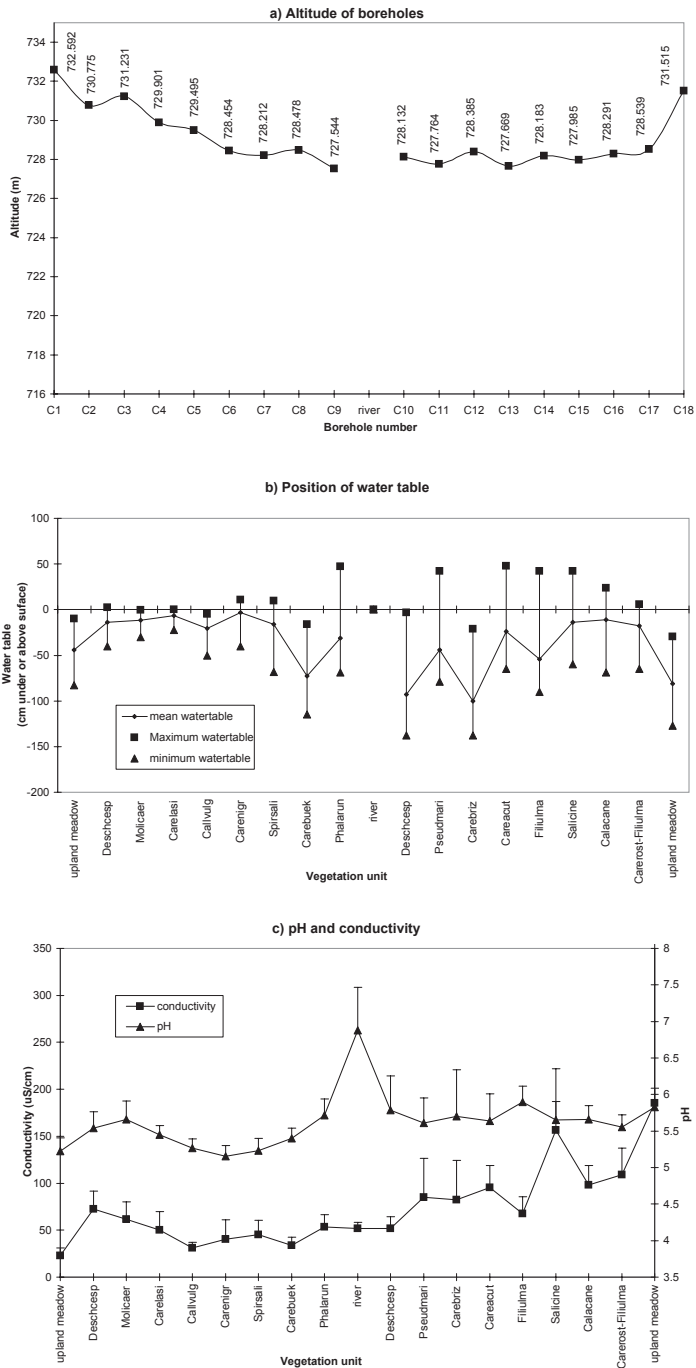 a) Altitude of boreholes
734
732
730
728
726
724
722
720
718
716
Altitude (m)
732.592
730.775
731.231
729.901
729.495
728.454
728.212
728.478
727.544
728.132
727.764
728.385
727.669
728.183
727.985
728.291
728.539
731.515
C1 C2 C3 C4 C5 C6 C7 C8 C9 river C10 C11 C12 C13 C14 C15 C16 C17 C18
Borehole number
b) Position of water table
100
50
0
-50
-100
-150
-200
Water table
(cm under or above suface)
mean watertable
Maximum watertable
minimum watertable
upland meadow
Deschcesp
Molicaer
Carelasi
Callvulg
Carenigr
Spirsali
Carebuek
Phalarun
river
Deschcesp
Pseudmari
Carebriz
Careacut
Filiulma
Salicine
Calacane
Carerost-Filiulma
upland meadow
Vegetation unit
c) pH and conductivity
350
300
250
200
150
100
50
0
Conductivity (uS/cm)
conductivity
pH
8
7.5
7
6.5
6
5.5
5
4.5
4
3.5
pH
upland meadow
Deschcesp
Molicaer
Carelasi
Callvulg
Carenigr
Spirsali
Carebuek
Phalarun
river
Deschcesp
Pseudmari
Carebriz
Careacut
Filiulma
Salicine
Calacane
Carerost-Filiulma
upland meadow
Vegetation unit